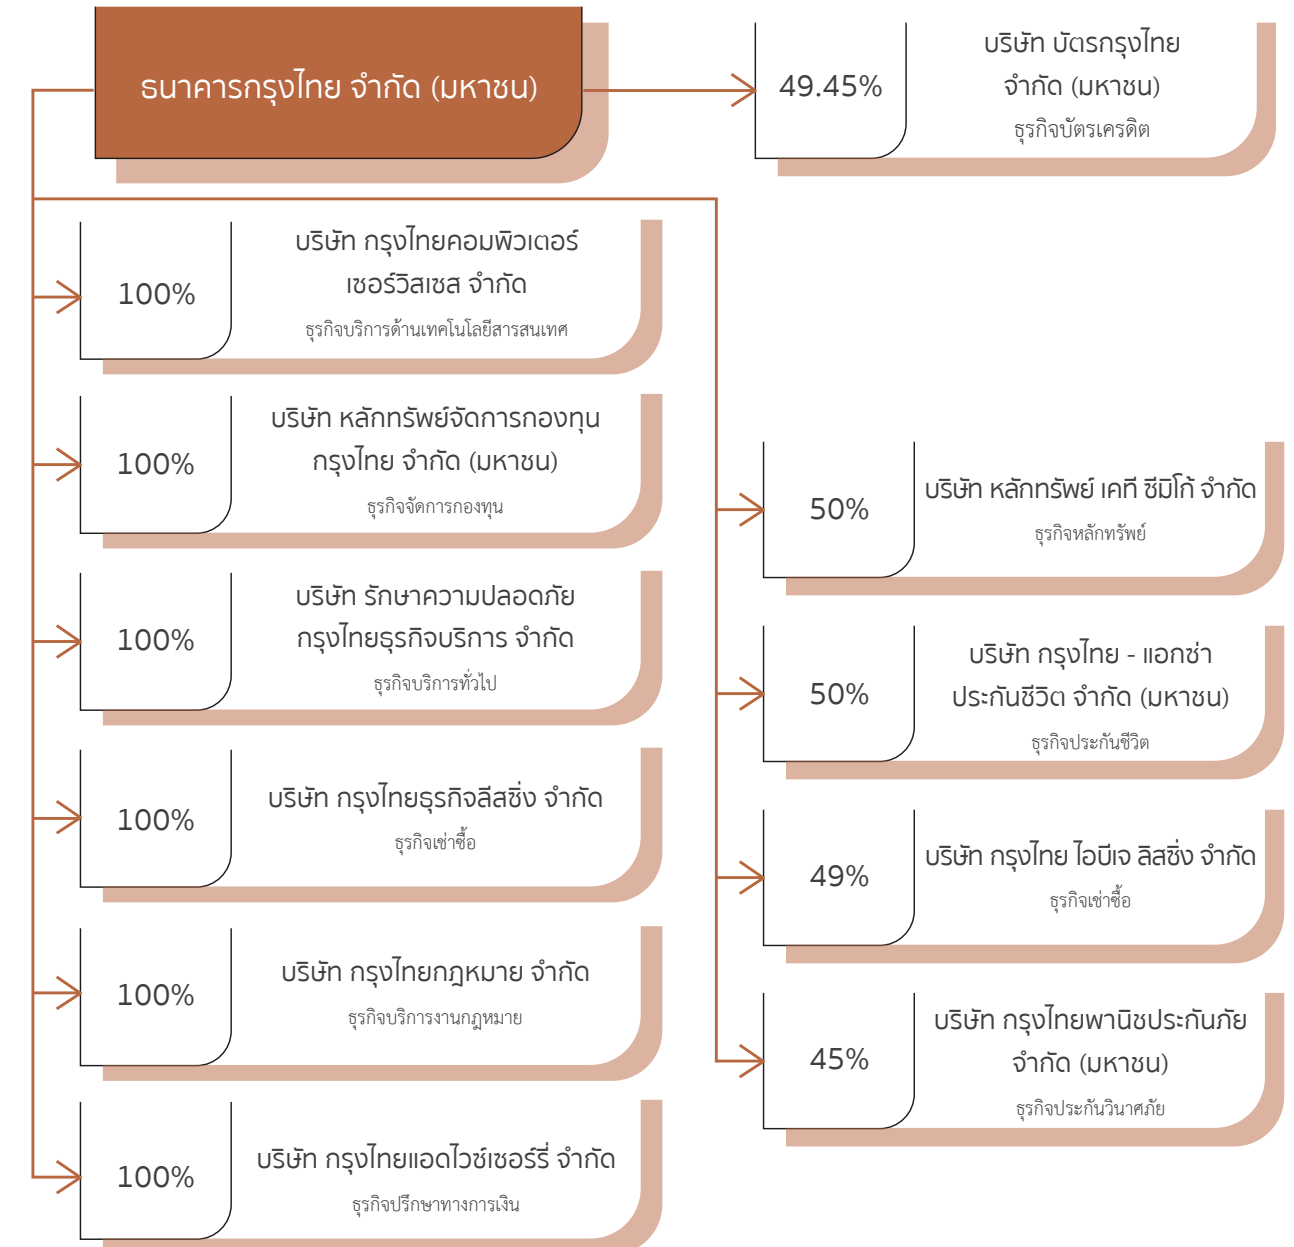 ธนาคารกรุงไทย จำกัด (มหาชน)
49.45%
บริษัท บัตรกรุงไทย
จำกัด (มหาชน)
ธุรกิจบัตรเครดิต
100%
บริษัท กรุงไทยคอมพิวเตอร์
เซอร์วิสเซส จำกัด
ธุรกิจบริการด้านเทคโนโลยีสารสนเทศ
100%
บริษัท หลักทรัพย์จัดการกองทุน
กรุงไทย จำกัด (มหาชน)
ธุรกิจจัดการกองทุน
100%
บริษัท รักษาความปลอดภัย
กรุงไทยธุรกิจบริการ จำกัด
ธุรกิจบริการทั่วไป
100%
บริษัท กรุงไทยธุรกิจลีสซิ่ง จำกัด
ธุรกิจเช่าซื้อ
100%
บริษัท กรุงไทยกฎหมาย จำกัด
ธุรกิจบริการงานกฎหมาย
100%
บริษัท กรุงไทยแอดไวซ์เซอร์รี่ จำกัด
ธุรกิจปรึกษาทางการเงิน
50%
บริษัท หลักทรัพย์ เคที ซีมิโก้ จำกัด
ธุรกิจหลักทรัพย์
50%
บริษัท กรุงไทย - แอกซ่า
ประกันชีวิต จำกัด (มหาชน)
ธุรกิจประกันชีวิต
49%
บริษัท กรุงไทย ไอบีเจ ลิสซิ่ง จำกัด
ธุรกิจเช่าซื้อ
45%
บริษัท กรุงไทยพานิชประกันภัย
จำกัด (มหาชน)
ธุรกิจประกันวินาศภัย